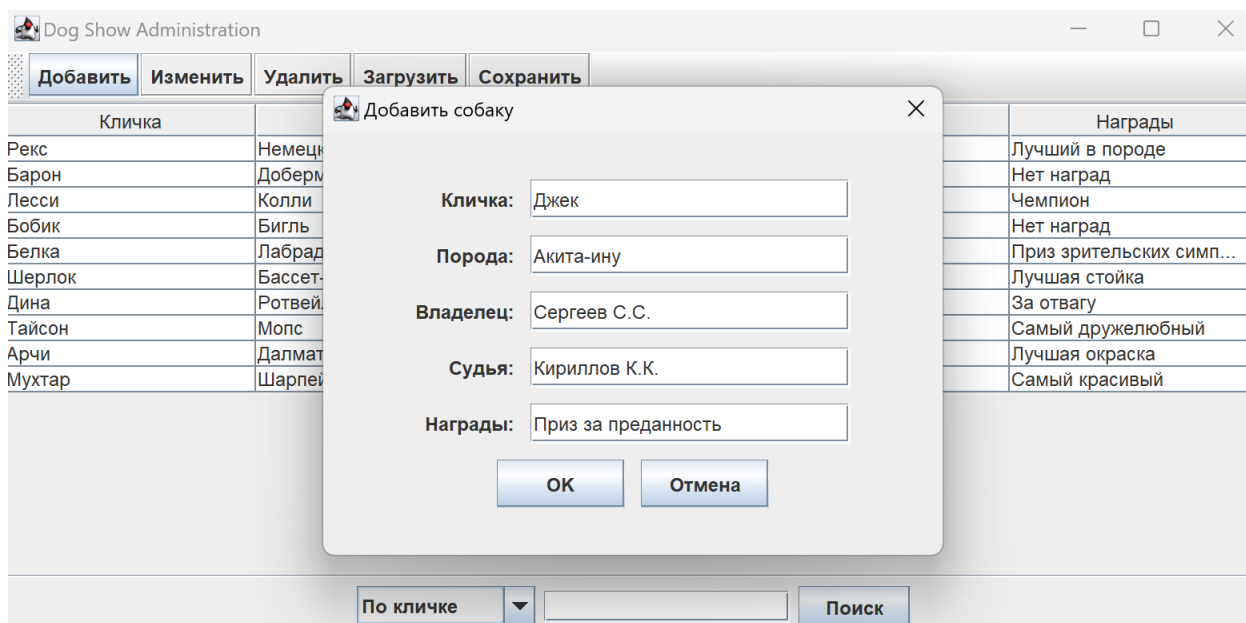 Dog Show Administration
Добавить Изменить Удалить Загрузить Сохранить
Добавить собаку
Кличка Награды
Рекс Немецк Лучший в породе
Барон Доберм Нет наград
Лесси Колли Чемпион
Бобик Бигль Нет наград
Белка Лабрад Приз зрительских симп...
Шерлок Бассет- Лучшая стойка
Дина Ротвей За отвагу
Тайсон Мопс Самый дружелюбный
Арчи Далмат Лучшая окраска
Мухтар Шарпей Самый красивый
Кличка: Джек
Порода: Акита-ину
Владелец: Сергеев С.С.
Судья: Кириллов К.К.
Награды: Приз за преданность
OK Отмена
По кличке Поиск